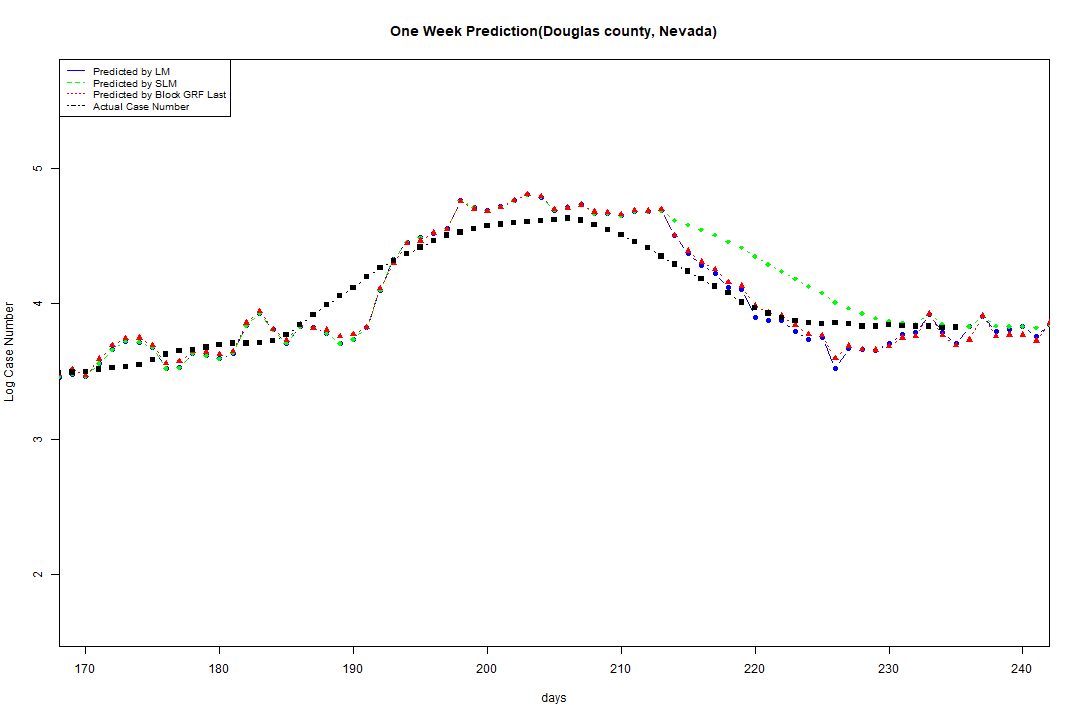 One Week Prediction(Douglas county, Nevada)
Predicted by LM
Predicted by SLM
Predicted by Block GRF Last
Actual Case Number
Log Case Number
5
4
3
2
170 180 190 200 210 220 230 240
days